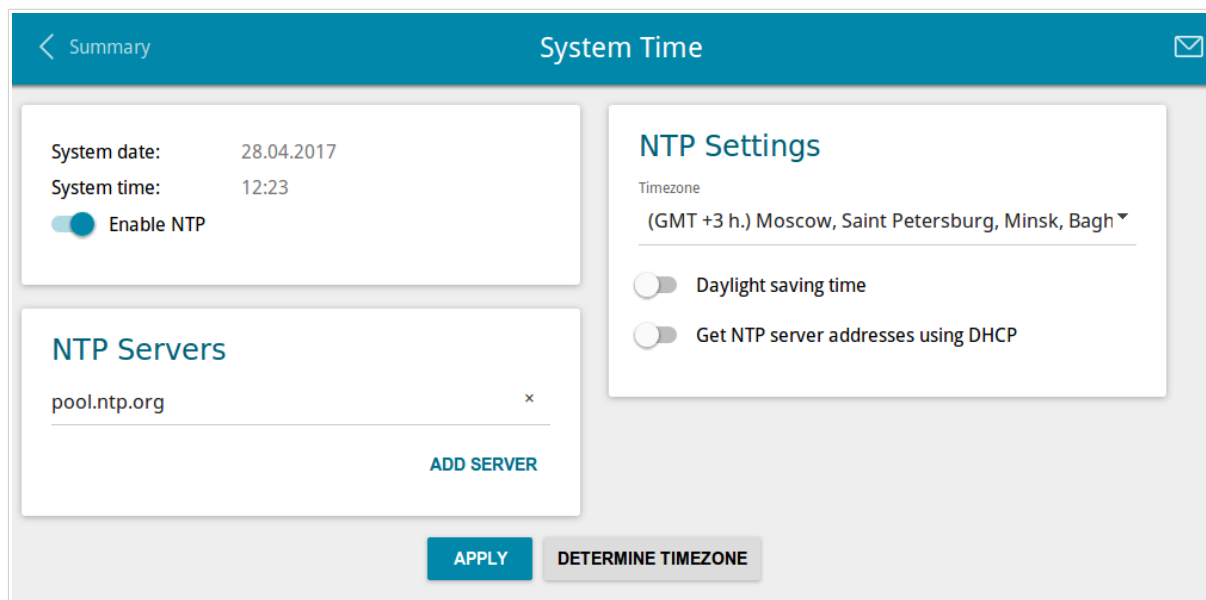 Summary
System Time
System date: 28.04.2017
System time: 12:23
Enable NTP
NTP Servers
pool.ntp.org ×
ADD SERVER
NTP Settings
Timezone
(GMT +3 h.) Moscow, Saint Petersburg, Minsk, Bagh
Daylight saving time
Get NTP server addresses using DHCP
APPLY DETERMINE TIMEZONE